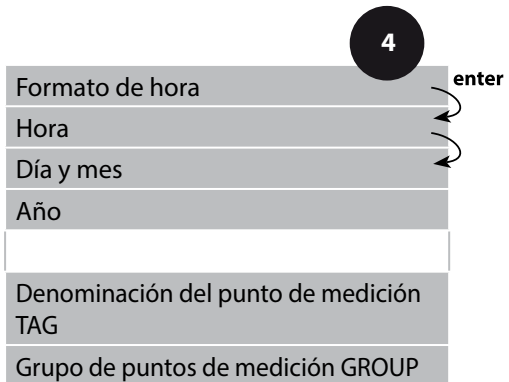 4
enter
Formato de hora
Hora
Día y mes
Año
Denominación del punto de medición
TAG
Grupo de puntos de medición GROUP